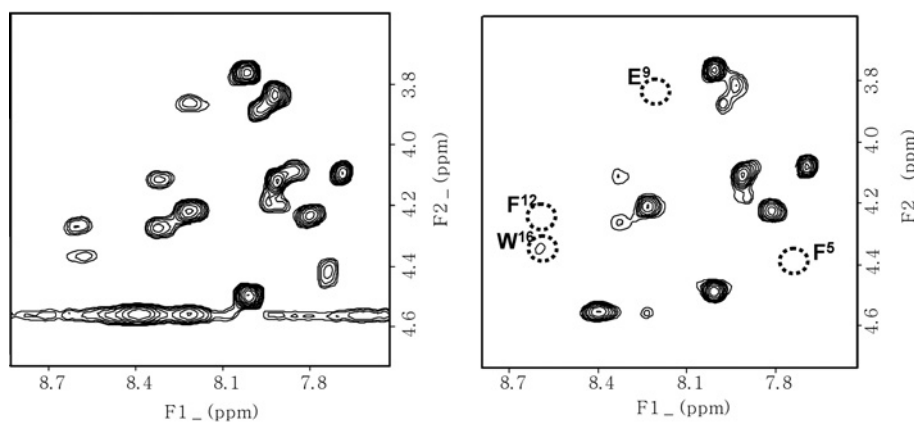 3.8
4.0
4.2
4.4
4.6
F2_ (ppm)
8.7
8.4
8.1
7.8
F1_ (ppm)
E⁹
F¹²
W¹⁶
F⁵
3.8
4.0
4.2
4.4
4.6
F2_ (ppm)
8.7
8.4
8.1
7.8
F1_ (ppm)